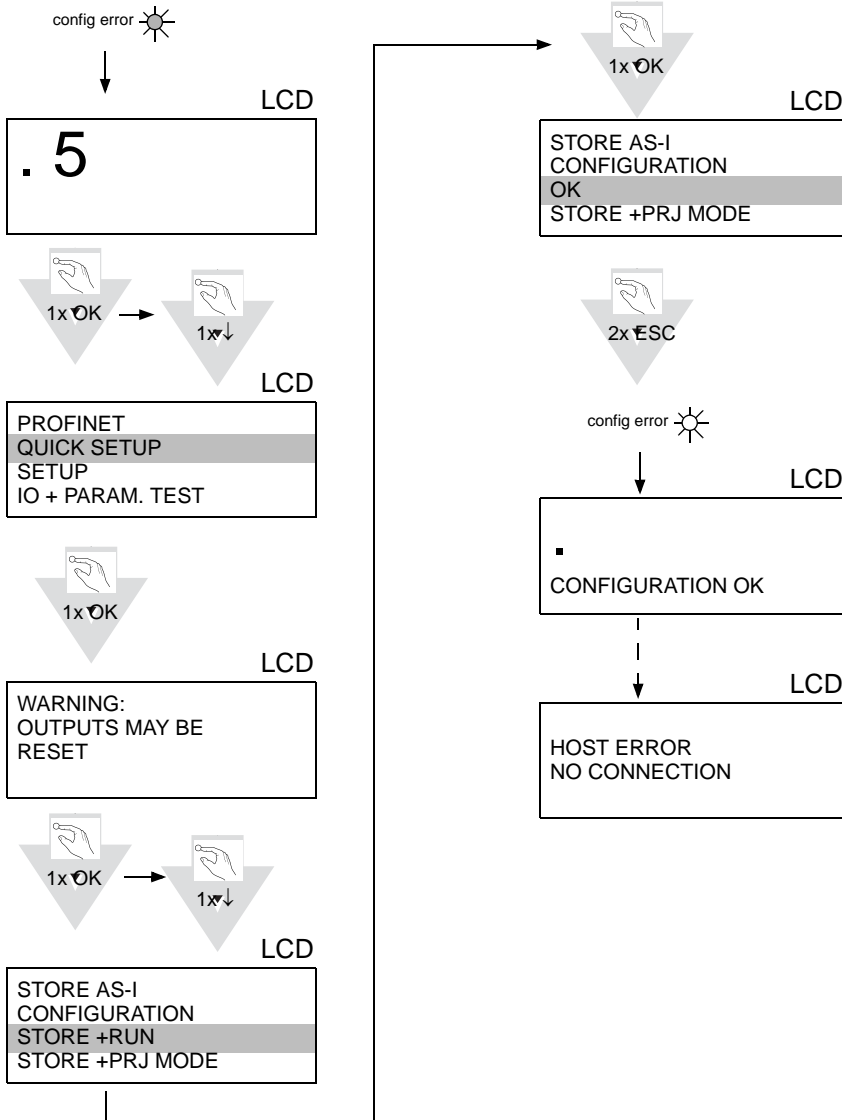 config error
LCD
. 5
1x OK
1x ↓
LCD
PROFINET
QUICK SETUP
SETUP
IO + PARAM. TEST
1x OK
LCD
WARNING:
OUTPUTS MAY BE
RESET
1x OK
1x ↓
LCD
STORE AS-I
CONFIGURATION
STORE +RUN
STORE +PRJ MODE
1x OK
LCD
STORE AS-I
CONFIGURATION
OK
STORE +PRJ MODE
2x ESC
config error
LCD
.
CONFIGURATION OK
LCD
HOST ERROR
NO CONNECTION